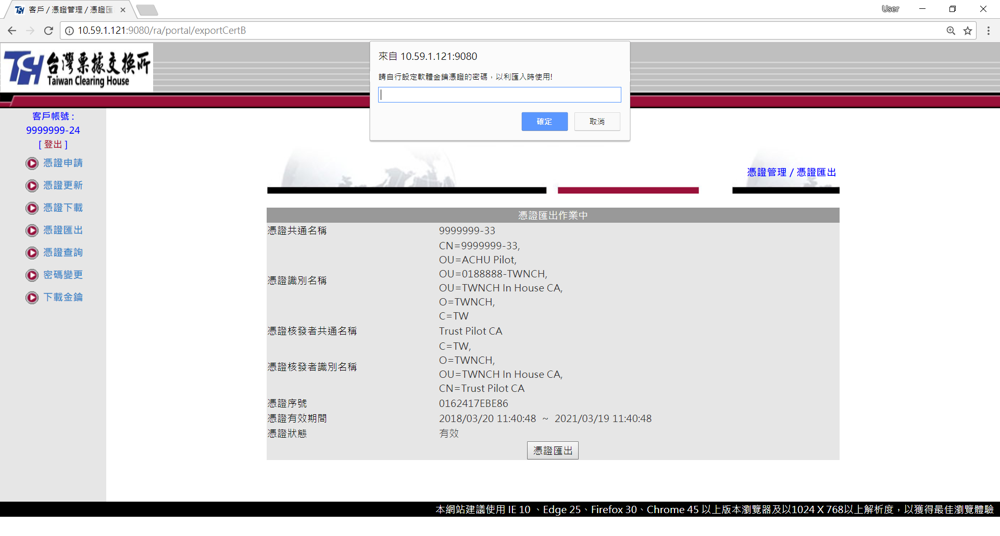 客戶 / 憑證管理 / 憑證匯
User
10.59.1.121:9080/ra/portal/exportCertB
TCH 台灣票據交換所
Taiwan Clearing House
來自 10.59.1.121:9080
請自行設定軟體金鑰憑證的密碼，以利匯入時使用!
確定
取消
客戶帳號 :
9999999-24
[ 登出 ]
憑證申請
憑證更新
憑證下載
憑證匯出
憑證查詢
密碼變更
下載金鑰
憑證管理 / 憑證匯出
憑證匯出作業中
憑證共通名稱 9999999-33
憑證識別名稱 CN=9999999-33,
OU=ACHU Pilot,
OU=0188888-TWNCH,
OU=TWNCH In House CA,
O=TWNCH,
C=TW
憑證核發者共通名稱 Trust Pilot CA
憑證核發者識別名稱 C=TW,
O=TWNCH,
OU=TWNCH In House CA,
CN=Trust Pilot CA
憑證序號 0162417EBE86
憑證有效期間 2018/03/20 11:40:48 ~ 2021/03/19 11:40:48
憑證狀態 有效
憑證匯出
本網站建議使用 IE 10 、Edge 25、Firefox 30、Chrome 45 以上版本瀏覽器及以1024 X 768以上解析度，以獲得最佳瀏覽體驗